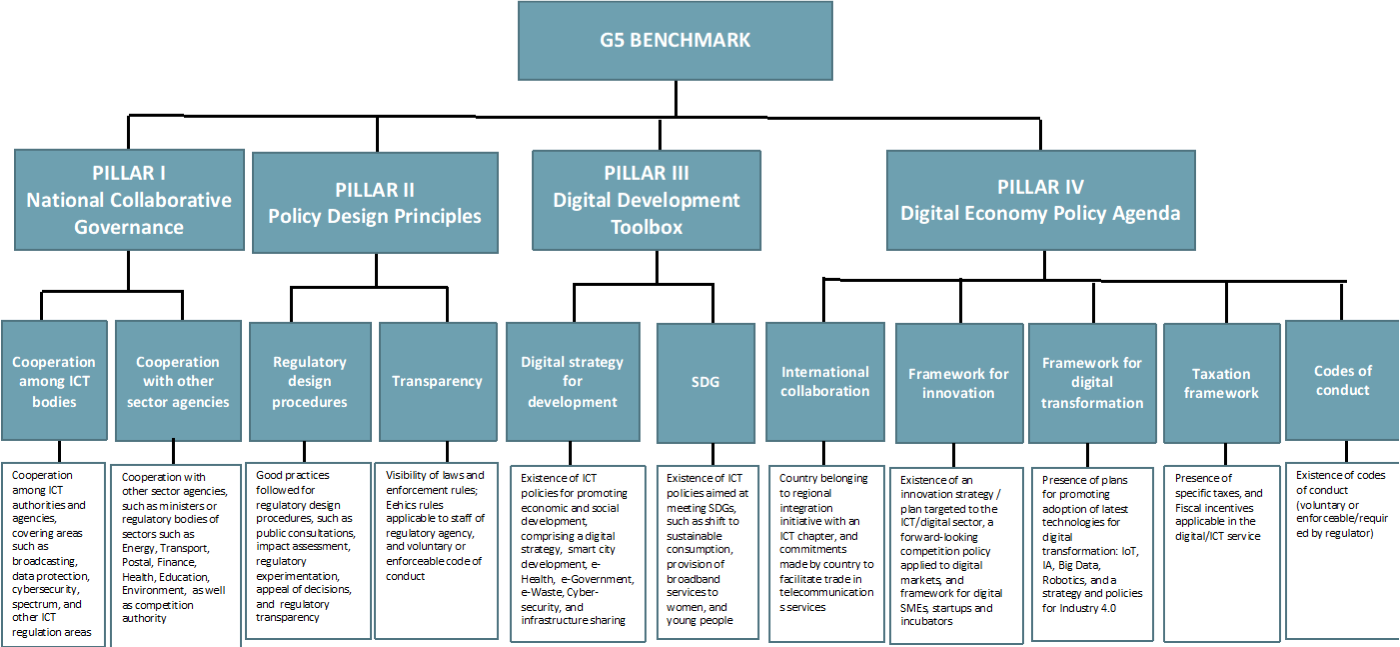 G5 BENCHMARK
PILLAR I
National Collaborative
Governance
PILLAR II
Policy Design Principles
PILLAR III
Digital Development
Toolbox
PILLAR IV
Digital Economy Policy Agenda
Cooperation
among ICT
bodies
Cooperation
with other
sector agencies
Regulatory
design
procedures
Transparency
Digital strategy
for
development
SDG
International
collaboration
Framework for
innovation
Framework for
digital
transformation
Taxation
framework
Codes of
conduct
Cooperation
among ICT
authorities and
agencies,
covering areas
such as
broadcasting,
data protection,
cybersecurity,
spectrum, and
other ICT
regulation areas
Cooperation with
other sector agencies,
such as ministers or
regulatory bodies of
sectors such as
Energy, Transport,
Postal, Finance,
Health, Education,
Environment, as well
as competition
authority
Good practices
followed for
regulatory design
procedures, such as
public consultations,
impact assessment,
regulatory
experimentation,
appeal of decisions,
and regulatory
transparency
Visibility of laws and
enforcement rules;
Eehics rules
applicable to staff of
regulatory agency,
and voluntary or
enforceable code of
conduct
Existence of ICT
policies for promoting
economic and social
development,
comprising a digital
strategy, smart city
development, e-
Health, e-Government,
e-Waste, Cyber-
security, and
infrastructure sharing
Existence of ICT
policies aimed at
meeting SDGs,
such as shift to
sustainable
consumption,
provision of
broadband
services to
women, and
young people
Country belonging to
regional integration
initiative with an
ICT chapter, and
commitments
made by country to
facilitate trade in
telecommunication
s services
Existence of an
innovation strategy /
plan targeted to the
ICT/digital sector, a
forward-looking
competition policy
applied to digital
markets, and
framework for digital
SMEs, startups and
incubators
Presence of plans
for promoting
adoption of latest
technologies for
digital
transformation: IoT,
IA, Big Data,
Robotics, and a
strategy and policies
for Industry 4.0
Presence of
specific taxes, and
Fiscal incentives
applicable in the
digital/ICT service
Existence of codes
of conduct
(voluntary or
enforceable/requir
ed by regulator)